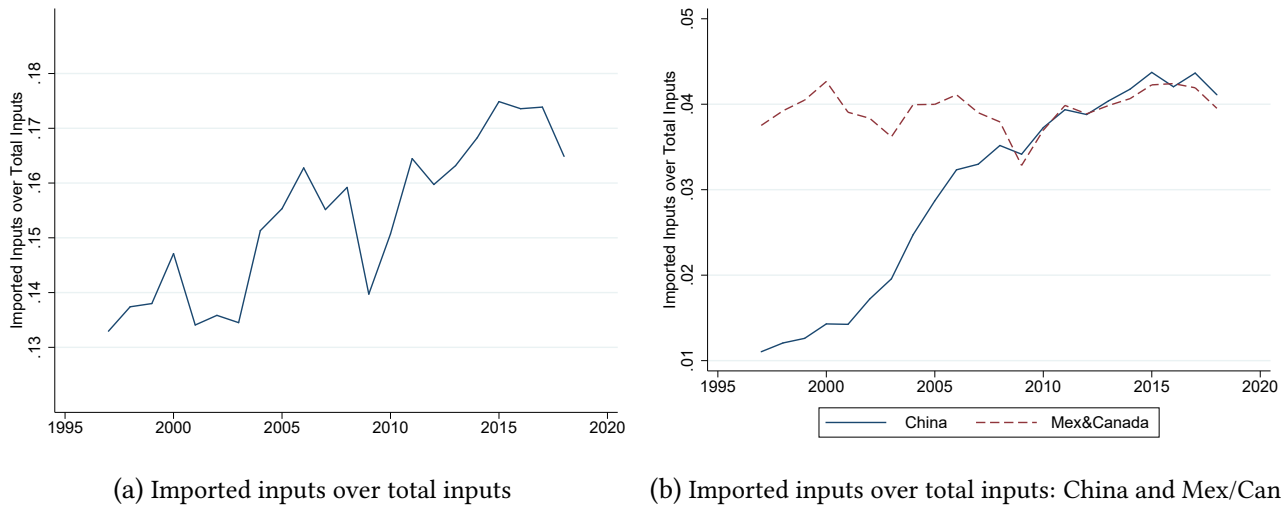 Imported Inputs over Total Inputs
.18
.17
.16
.15
.14
.13
1995 2000 2005 2010 2015 2020
(a) Imported inputs over total inputs
Imported Inputs over Total Inputs
.05
.04
.03
.02
.01
1995 2000 2005 2010 2015 2020
China Mex&Canada
(b) Imported inputs over total inputs: China and Mex/Can